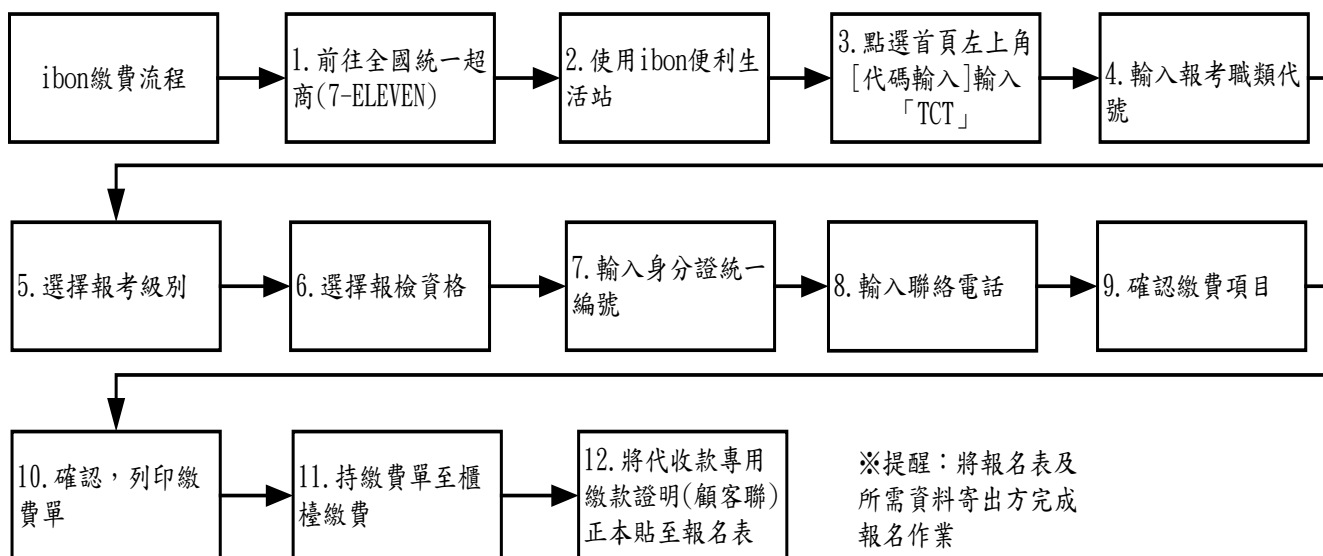 ibon繳費流程
1.前往全國統一超
商(7-ELEVEN)
2.使用ibon便利生
活站
3.點選首頁左上角
[代碼輸入]輸入
「TCT」
4.輸入報考職類代
號
5.選擇報考級別
6.選擇報檢資格
7.輸入身分證統一
編號
8.輸入聯絡電話
9.確認繳費項目
10.確認，列印繳
費單
11.持繳費單至櫃
檯繳費
12.將代收款專用
繳款證明(顧客聯)
正本貼至報名表
※提醒：將報名表及
所需資料寄出方完成
報名作業